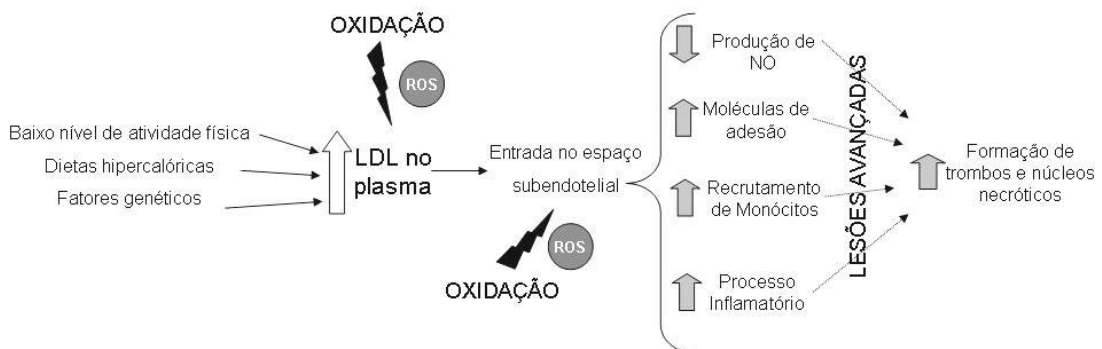 OXIDAÇÃO
ROS
Baixo nível de atividade física
Dietas hipercalóricas
Fatores genéticos
LDL no
plasma
Entrada no espaço
subendotelial
ROS
OXIDAÇÃO
Produção de
NO
Moléculas de
adesão
Recrutamento
de Monócitos
Processo
Inflamatório
LESÕES AVANÇADAS
Formação de
trombos e núcleos
necróticos